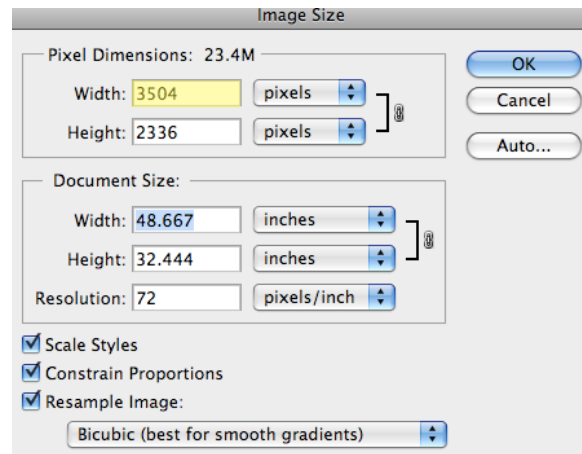 Image Size
Pixel Dimensions: 23.4M
OK
Width: 3504 pixels
Cancel
Height: 2336 pixels
Auto...
Document Size:
Width: 48.667 inches
Height: 32.444 inches
Resolution: 72 pixels/inch
Scale Styles
Constrain Proportions
Resample Image:
Bicubic (best for smooth gradients)